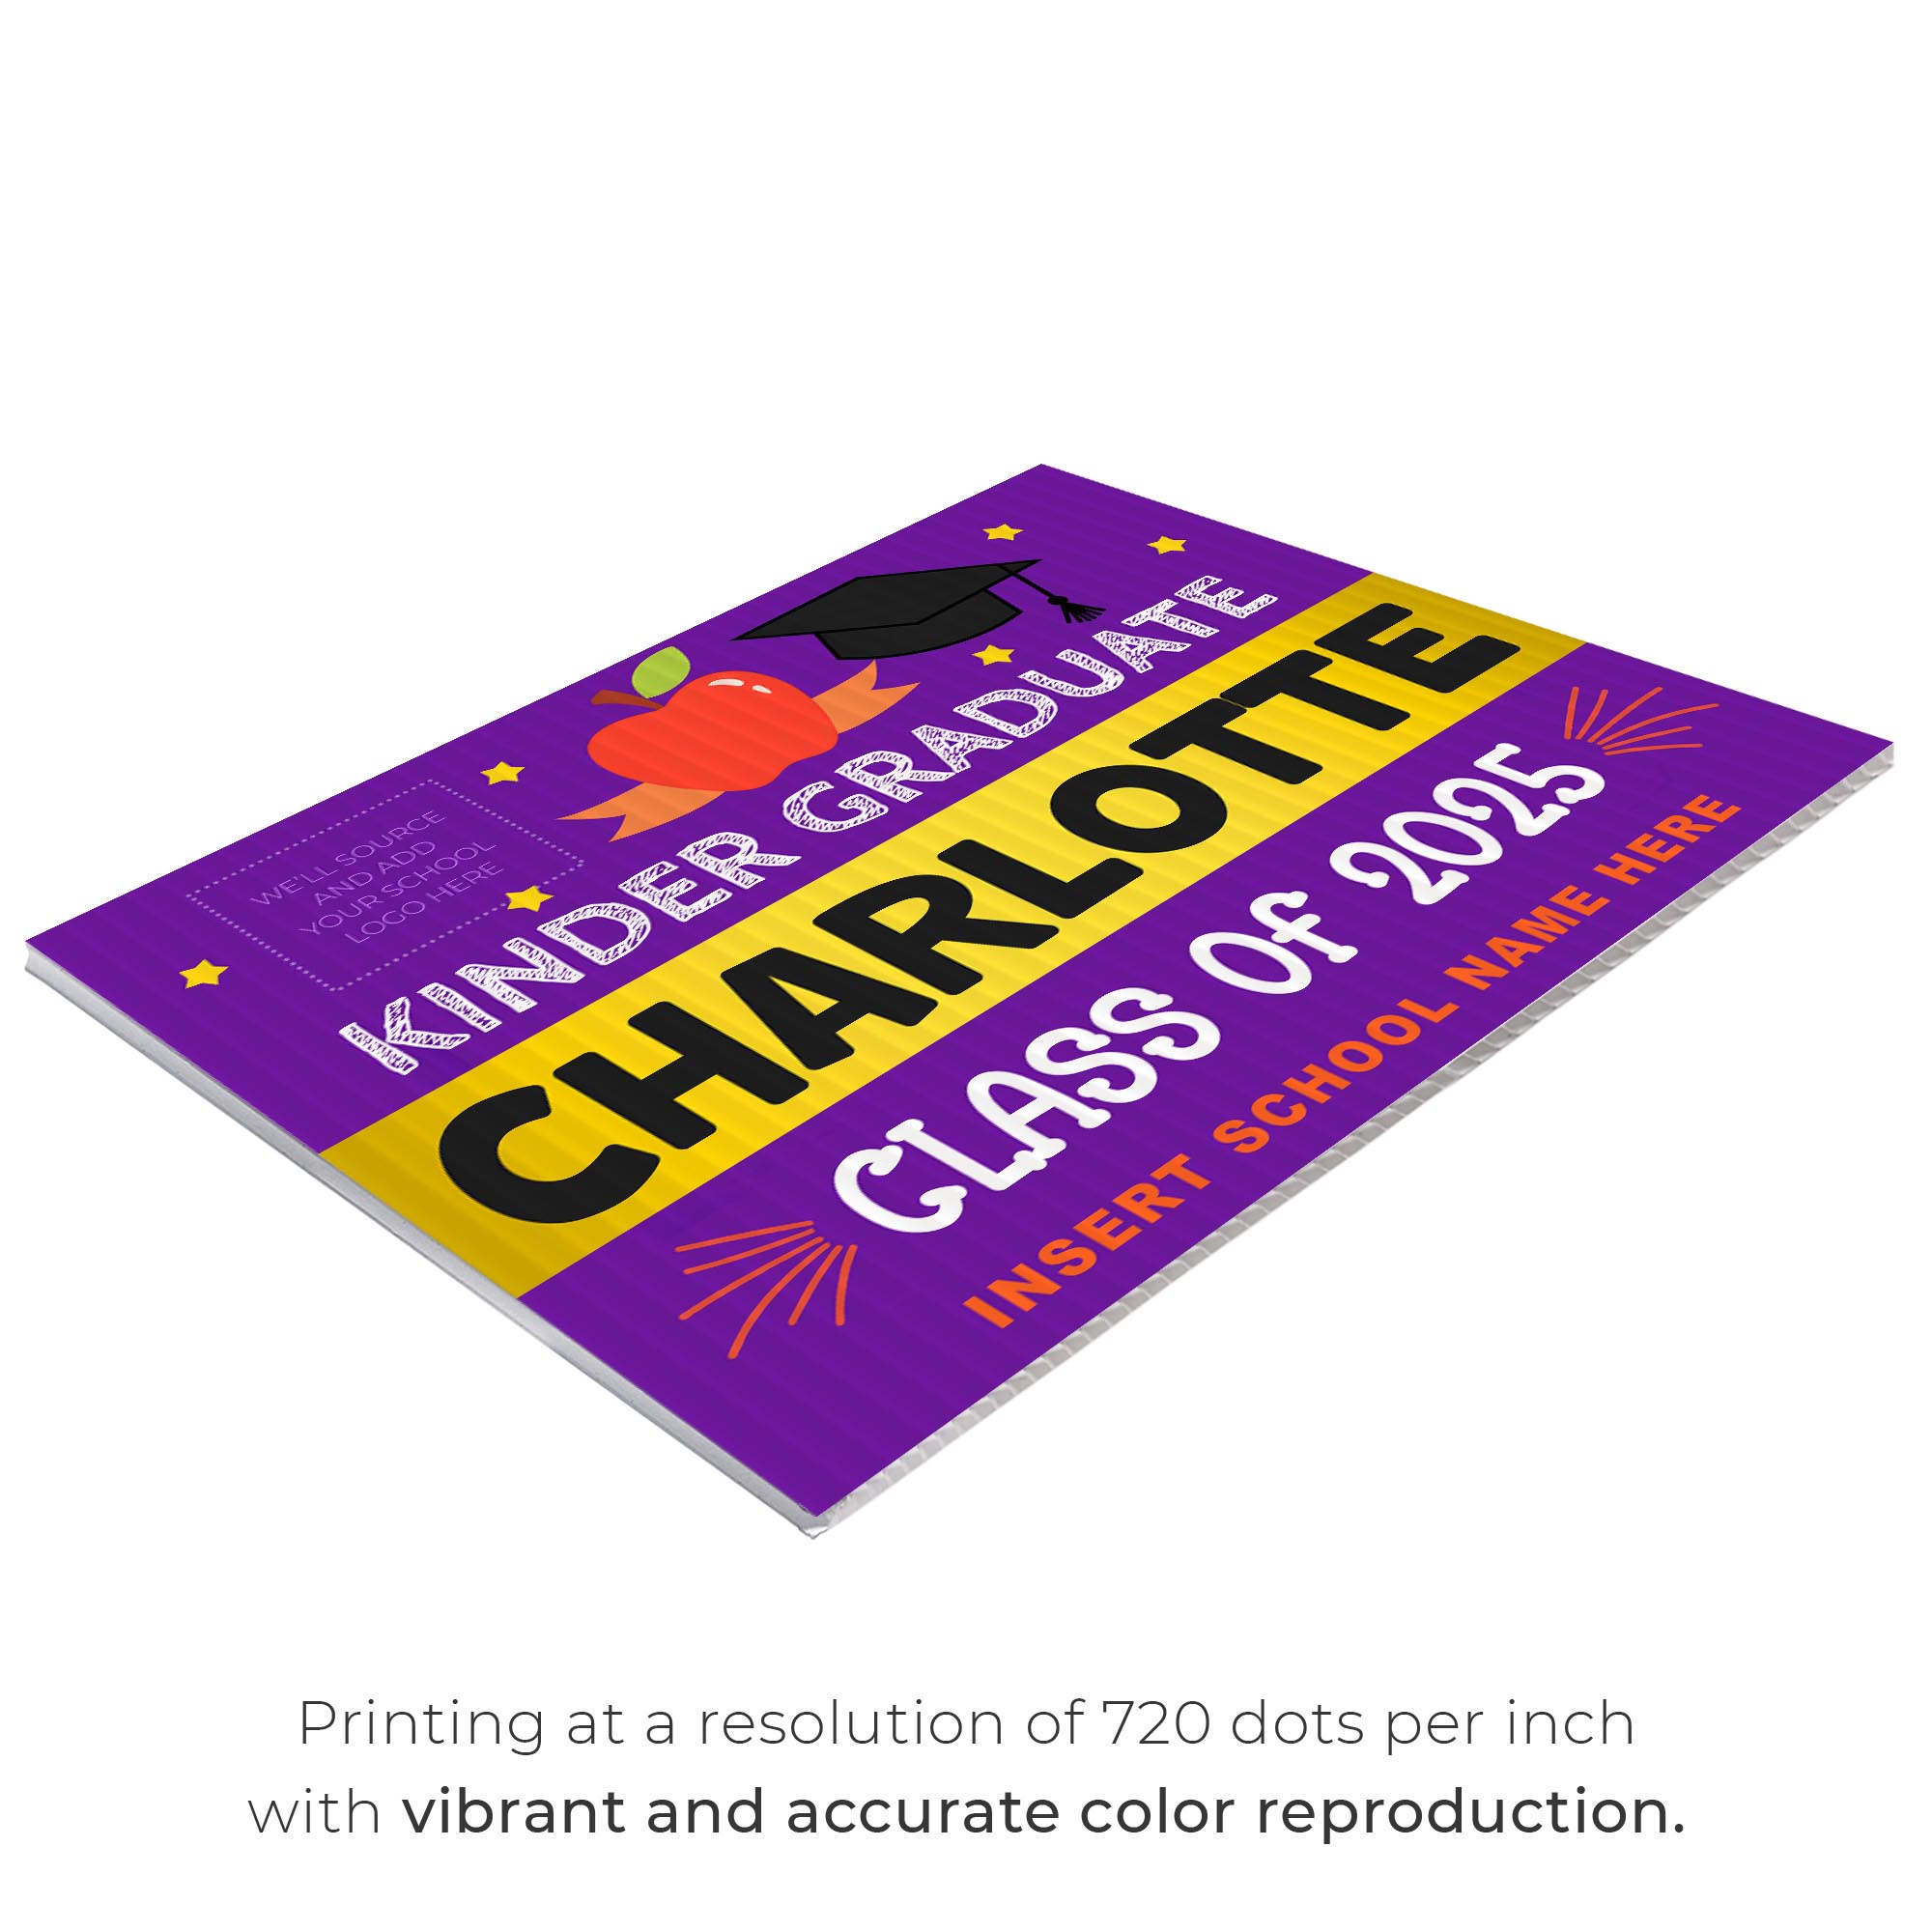 WE'LL SOURCE
AND ADD
YOUR SCHOOL
LOGO HERE
KINDER GRADUATE
CHARLOTTE
CLASS OF 2025
INSERT SCHOOL NAME HERE
Printing at a resolution of 720 dots per inch
with vibrant and accurate color reproduction.